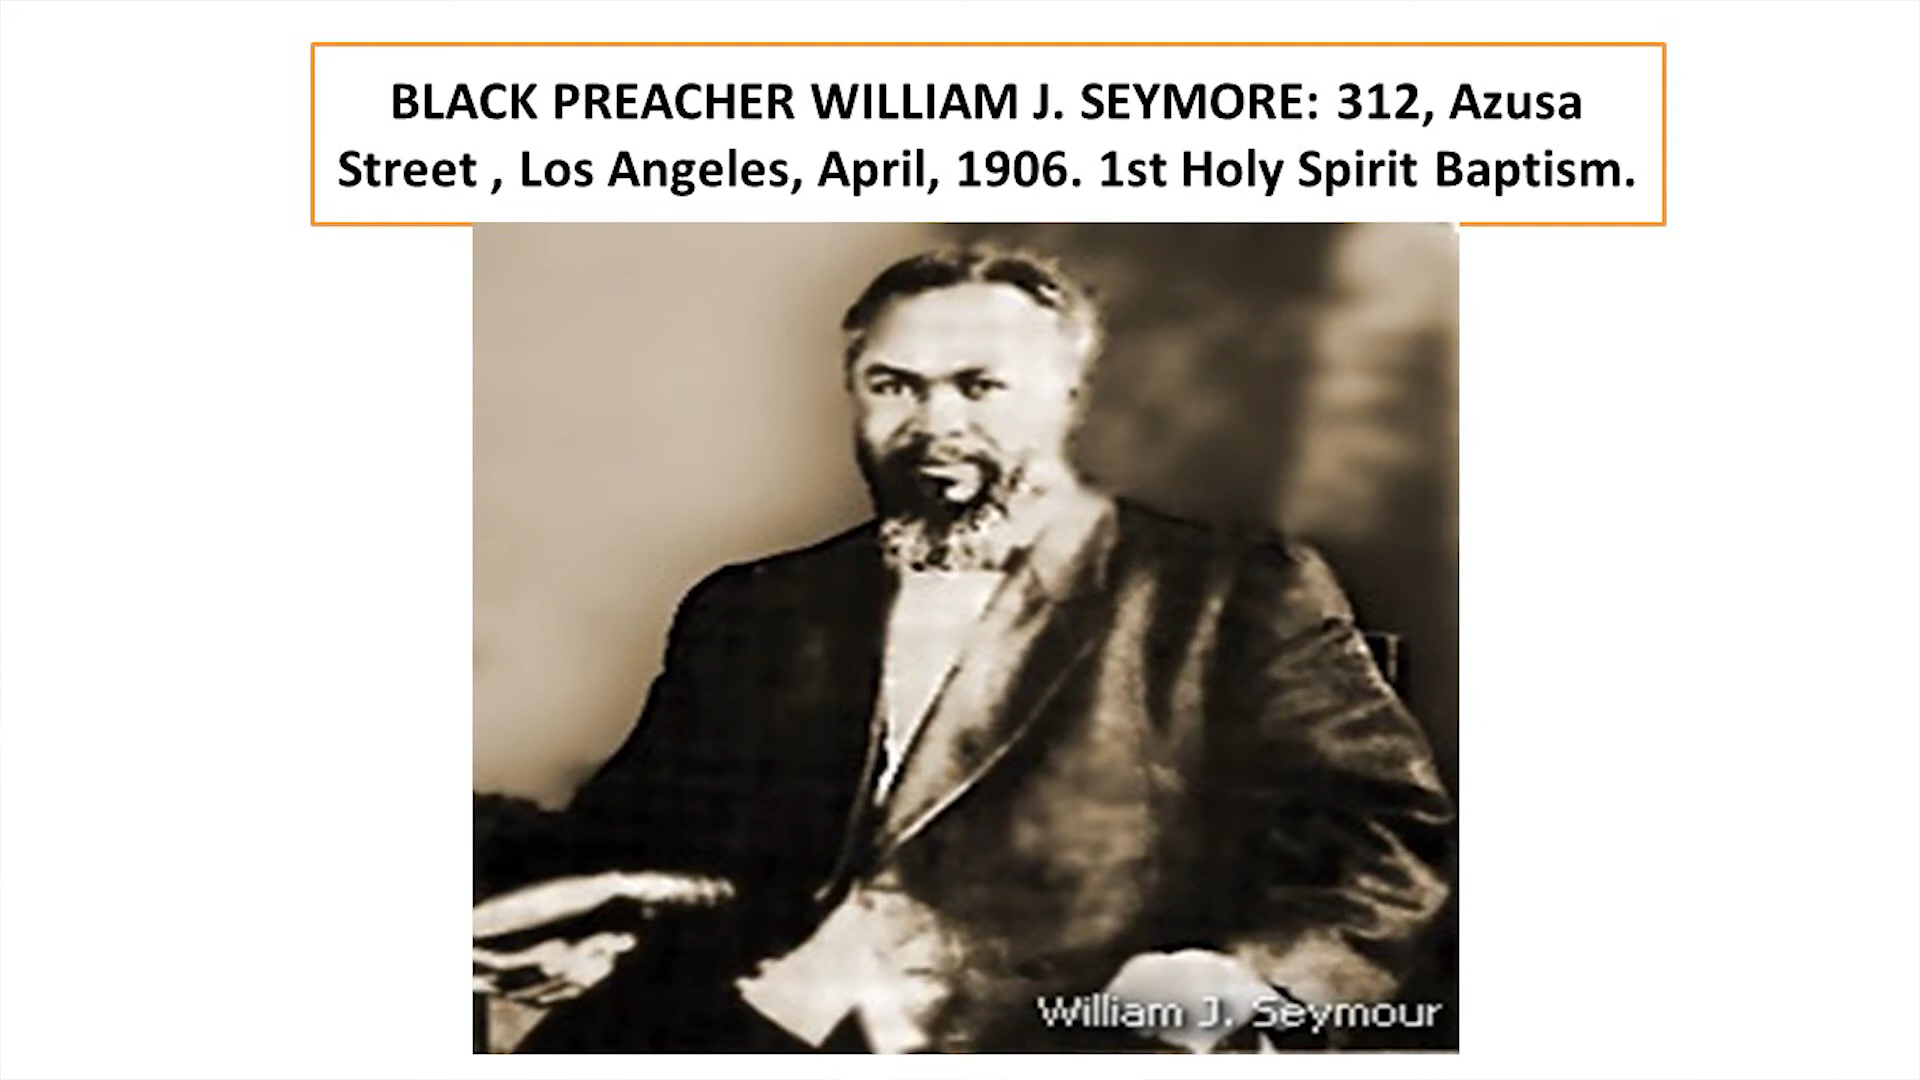 BLACK PREACHER WILLIAM J. SEYMORE: 312, Azusa
Street , Los Angeles, April, 1906. 1st Holy Spirit Baptism.
William J. Seymour